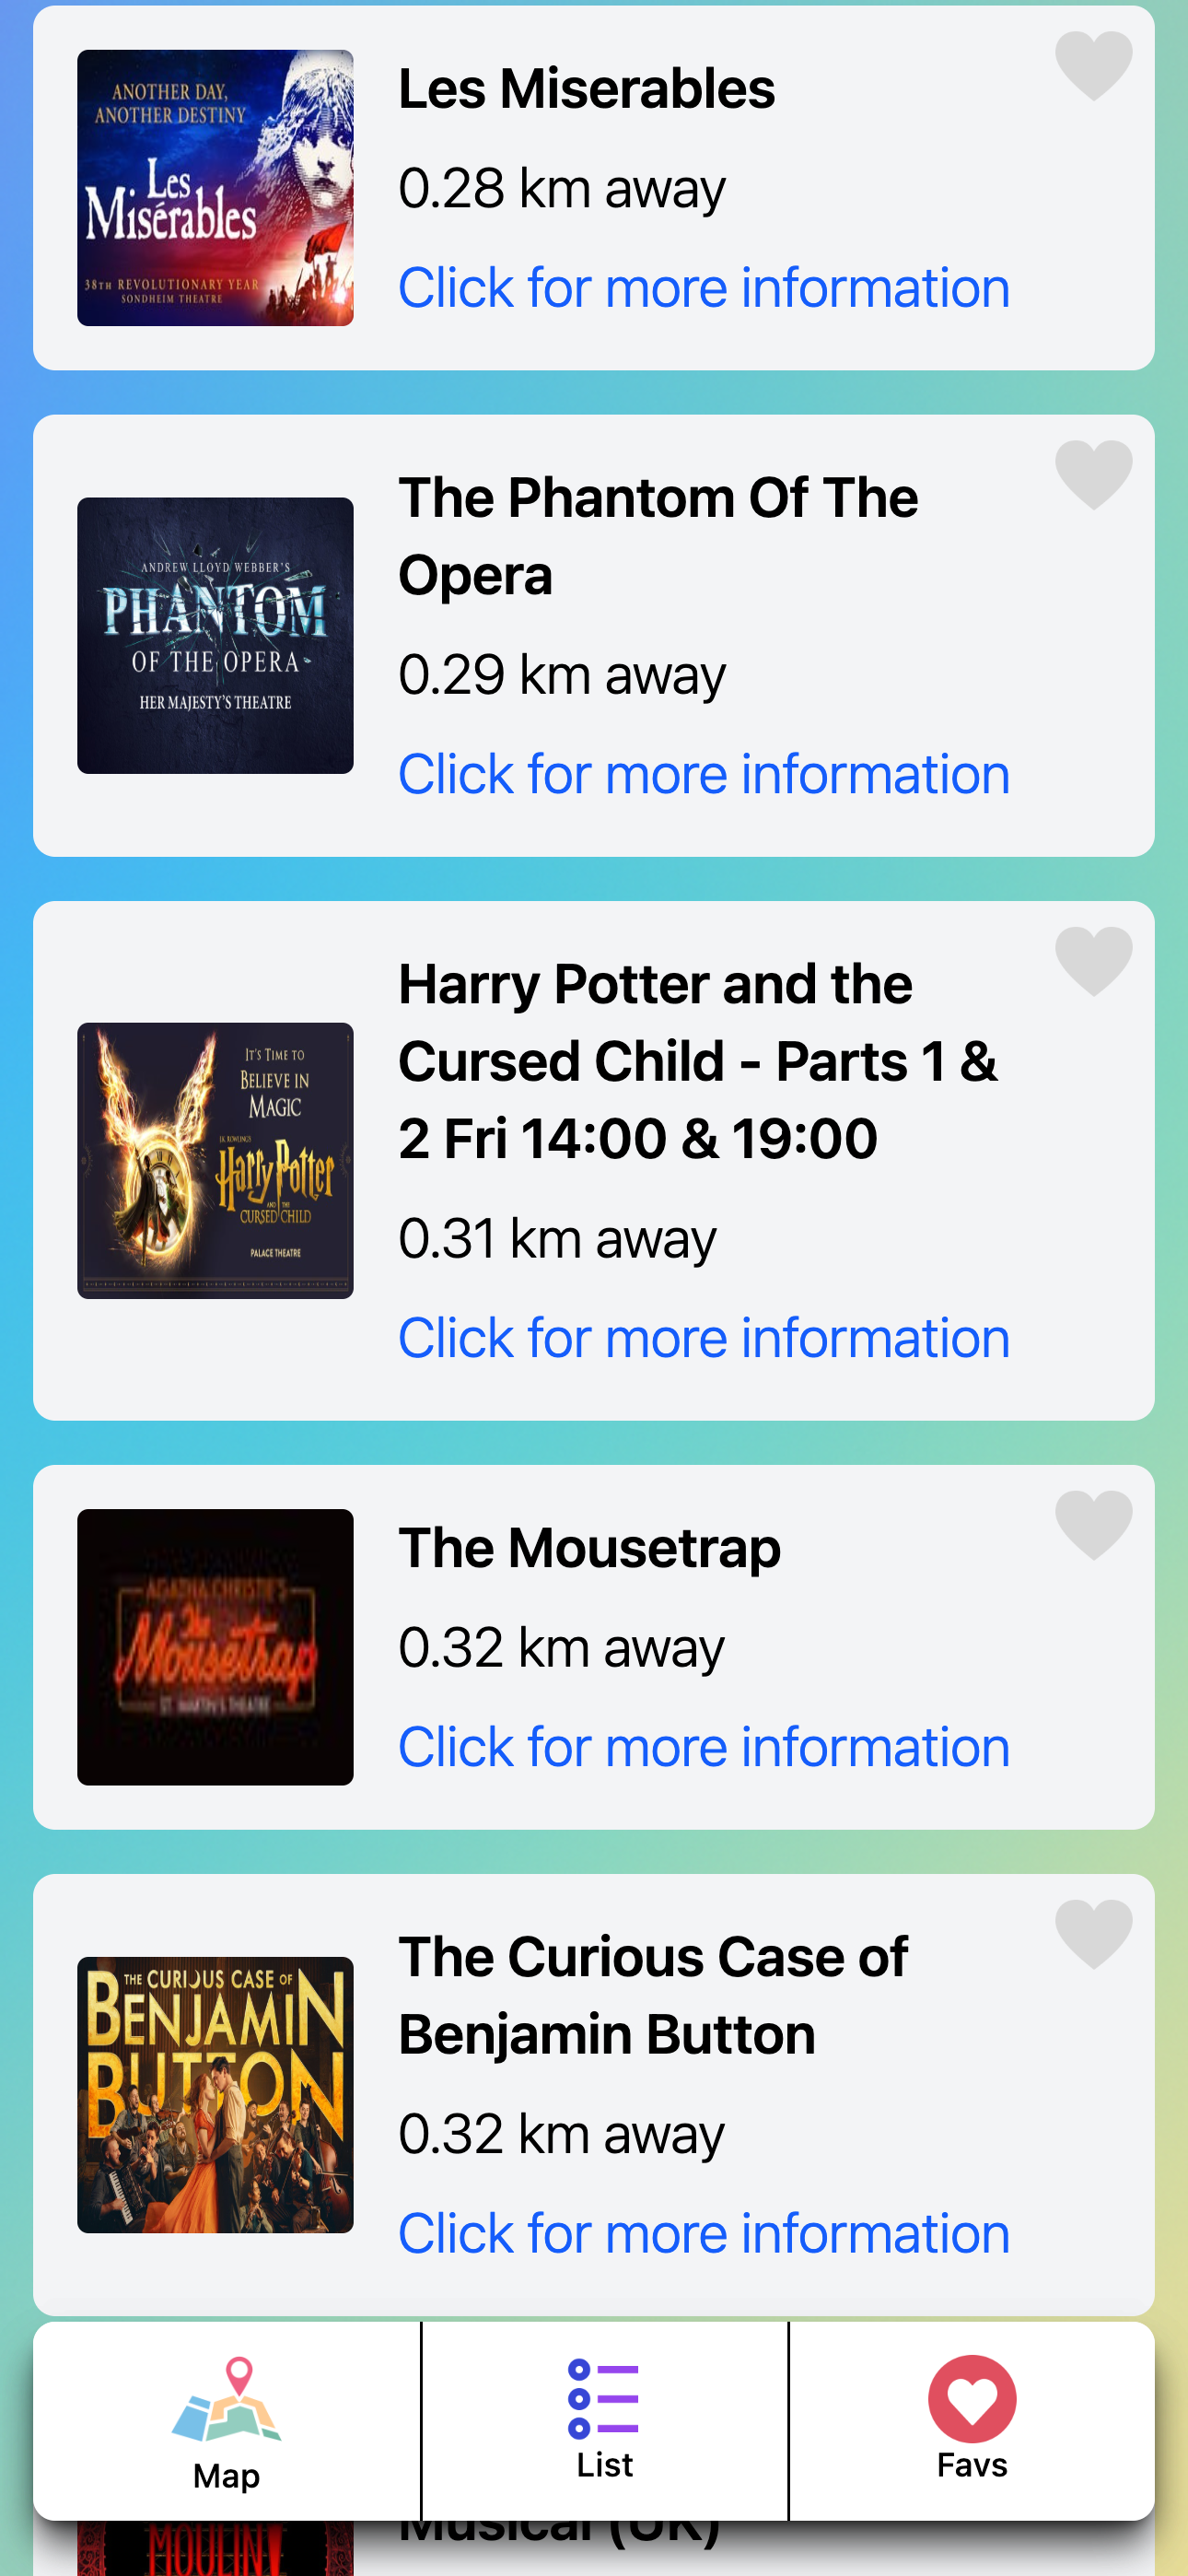 ANOTHER DAY,
ANOTHER DESTINY
Les
Misérables
38TH REVOLUTIONARY YEAR
SONDHEIM THEATRE
Les Miserables
0.28 km away
Click for more information
ANDREW LLOYD WEBBER'S
PHANTOM
OF THE OPERA
HER MAJESTY'S THEATRE
The Phantom Of The
Opera
0.29 km away
Click for more information
IT'S TIME TO
BELIEVE IN
MAGIC
J.K. ROWLING'S
Harry Potter
AND THE
CURSED CHILD
PALACE THEATRE
Harry Potter and the
Cursed Child - Parts 1 &
2 Fri 14:00 & 19:00
0.31 km away
Click for more information
AGATHA CHRISTIE'S
The
Mousetrap
ST. MARTIN'S THEATRE
The Mousetrap
0.32 km away
Click for more information
THE CURIOUS CASE OF
BENJAMIN
BUTTON
The Curious Case of
Benjamin Button
0.32 km away
Click for more information
Map
List
Favs
MOULIN
Musical (UK)